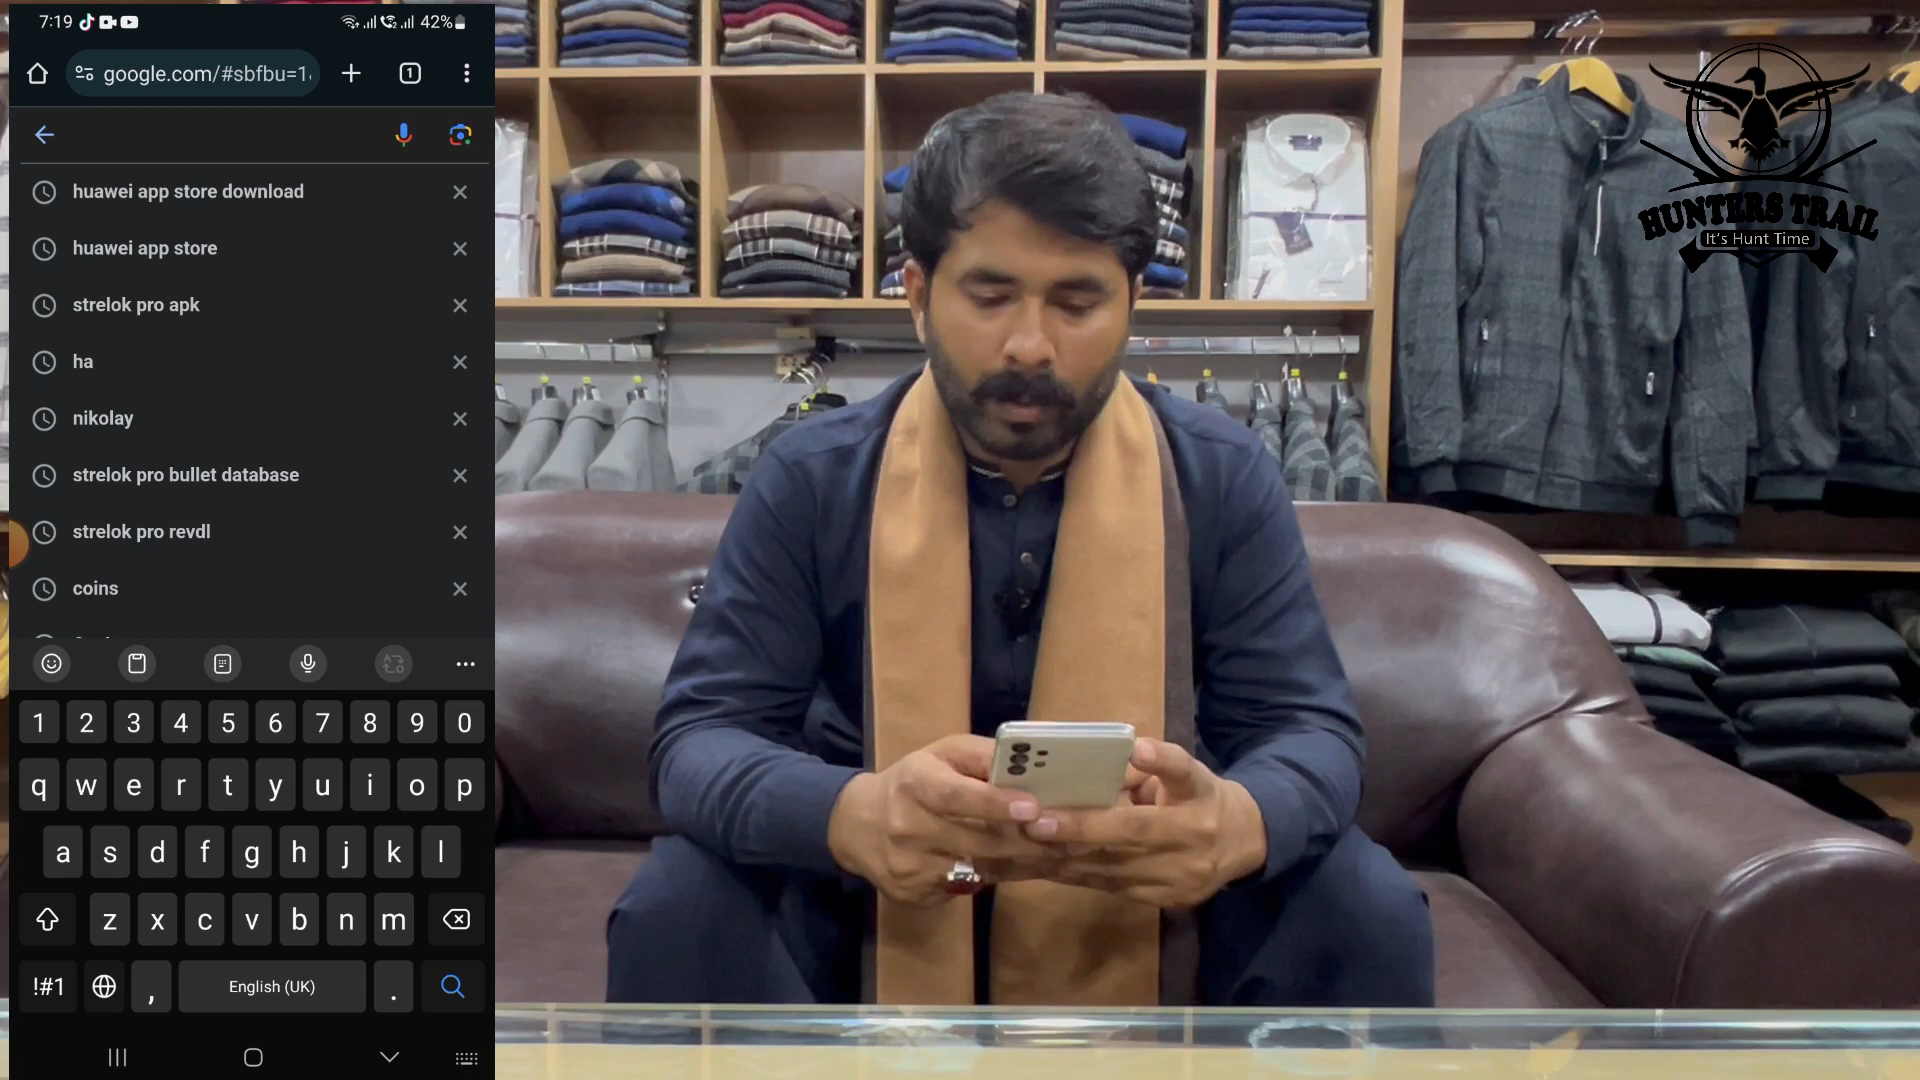 7:19
42%
google.com/#sbfbu=1
1
huawei app store download
huawei app store
strelok pro apk
ha
nikolay
strelok pro bullet database
strelok pro revdl
coins
1 2 3 4 5 6 7 8 9 0
q w e r t y u i o p
a s d f g h j k l
z x c v b n m
!#1 , English (UK) .
HUNTERS TRAIL
It's Hunt Time